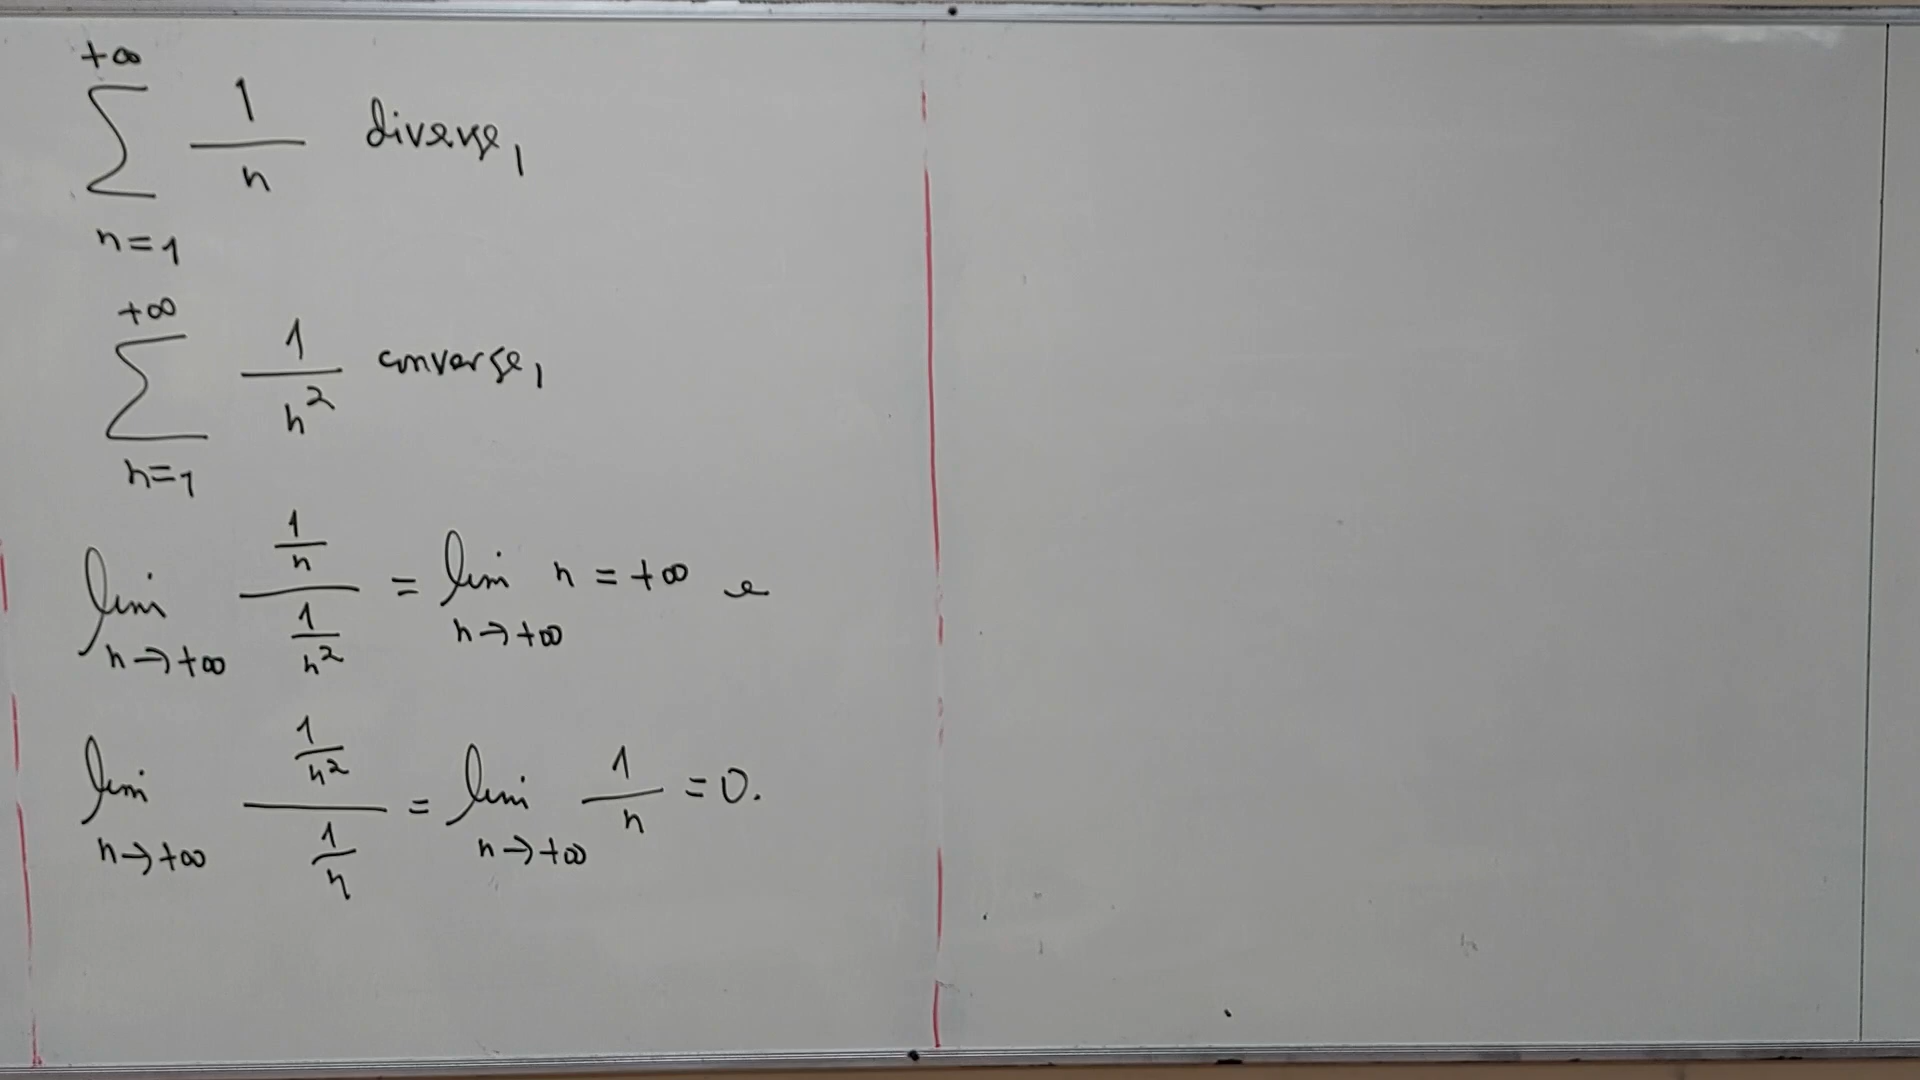 +∞
∑ 1/n diverge,
n=1
+∞
∑ 1/n² converge,
n=1
lim (1/n)/(1/n²) = lim n = +∞ e
n→+∞ n→+∞
lim (1/n²)/(1/n) = lim 1/n = 0.
n→+∞ n→+∞